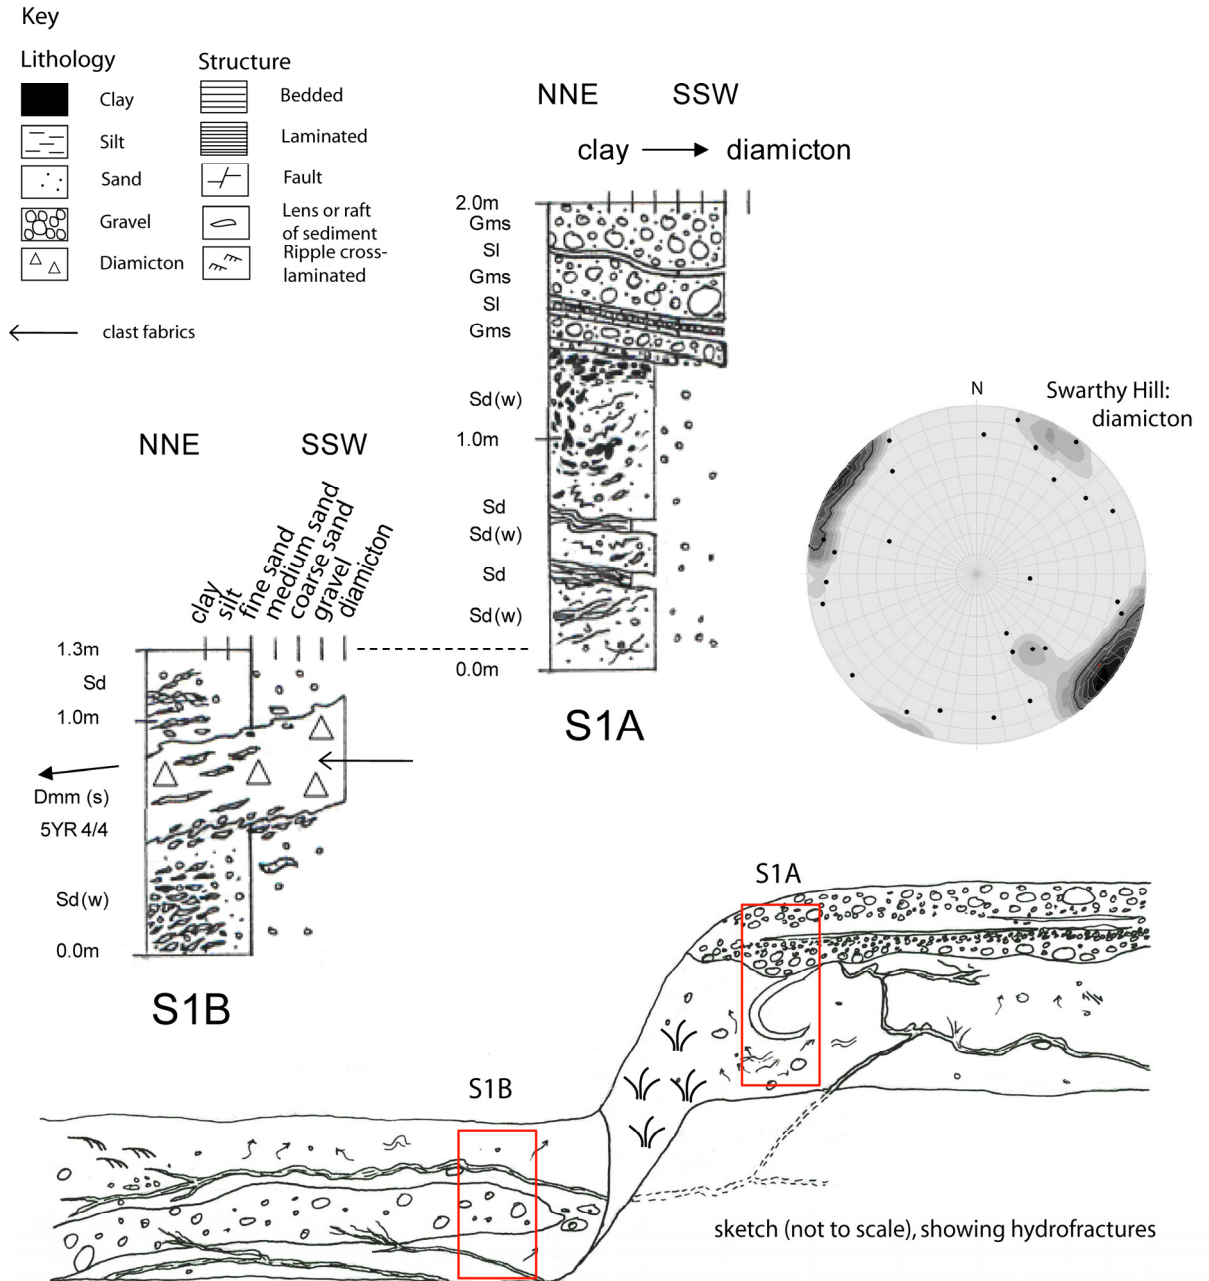 Key
Lithology
Structure
Clay
Bedded
Silt
Laminated
Sand
Fault
Gravel
Lens or raft
of sediment
Diamicton
Ripple cross-
laminated
clast fabrics
NNE SSW
clay diamicton
2.0m
Gms
Sl
Gms
Sl
Gms
Sd(w)
1.0m
Sd
Sd(w)
Sd
Sd(w)
0.0m
S1A
N
Swarthy Hill:
diamicton
NNE SSW
clay
silt
fine sand
medium sand
coarse sand
gravel
diamicton
1.3m
Sd
1.0m
Dmm (s)
5YR 4/4
Sd(w)
0.0m
S1B
S1A
S1B
sketch (not to scale), showing hydrofractures